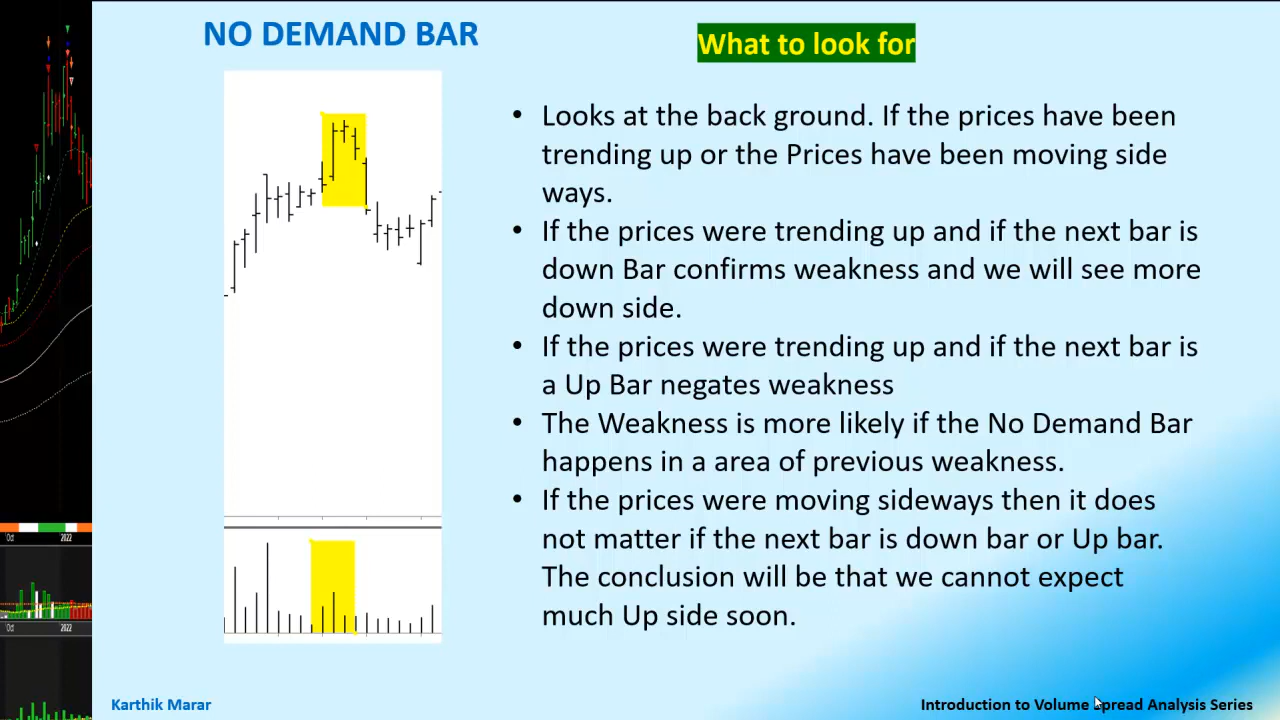 NO DEMAND BAR
What to look for
• Looks at the back ground. If the prices have been
trending up or the Prices have been moving side
ways.
• If the prices were trending up and if the next bar is
down Bar confirms weakness and we will see more
down side.
• If the prices were trending up and if the next bar is
a Up Bar negates weakness
• The Weakness is more likely if the No Demand Bar
happens in a area of previous weakness.
• If the prices were moving sideways then it does
not matter if the next bar is down bar or Up bar.
The conclusion will be that we cannot expect
much Up side soon.
Oct 2022
Oct 2022
Karthik Marar
Introduction to Volume Spread Analysis Series